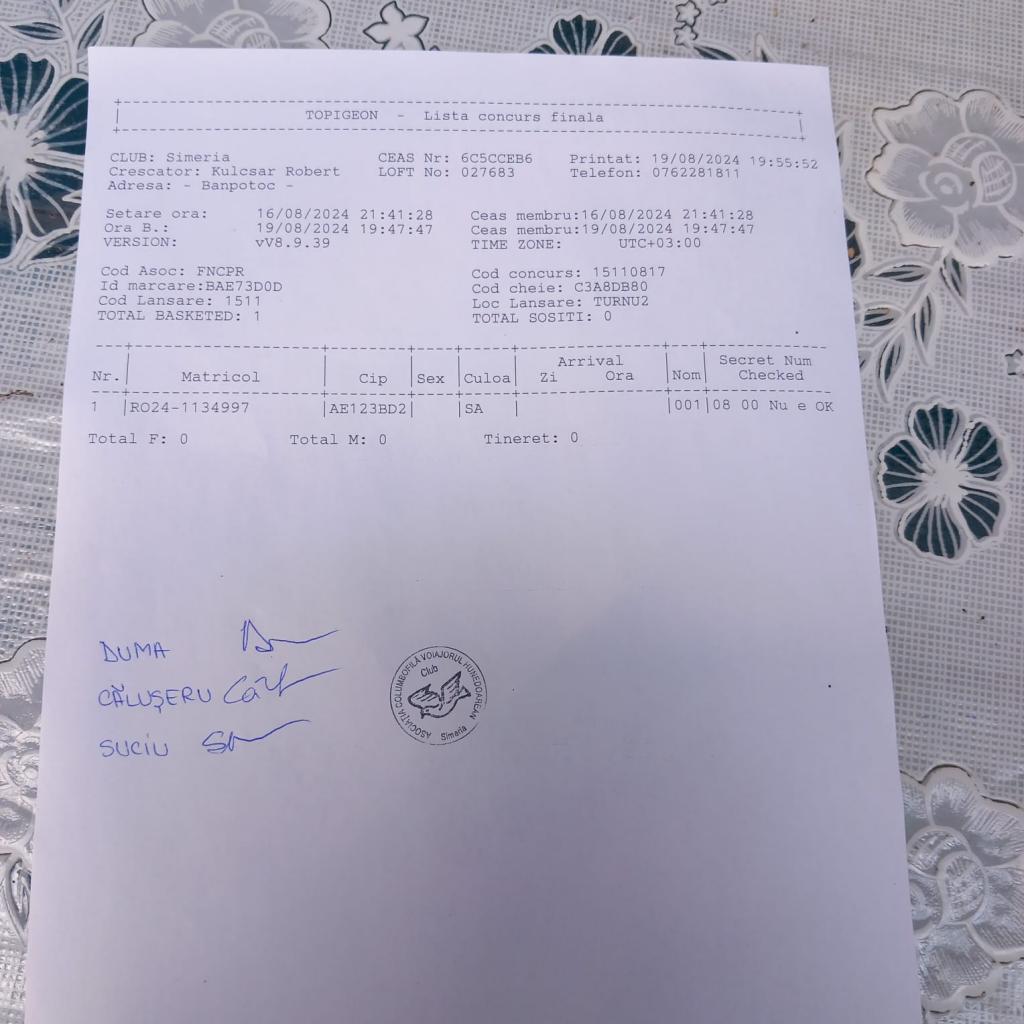 TOPIGEON - Lista concurs finala
CLUB: Simeria CEAS Nr: 6C5CCEB6 Printat: 19/08/2024 19:55:52
Crescator: Kulcsar Robert LOFT No: 027683 Telefon: 0762281811
Adresa: - Banpotoc -
Setare ora: 16/08/2024 21:41:28 Ceas membru:16/08/2024 21:41:28
Ora B.: 19/08/2024 19:47:47 Ceas membru:19/08/2024 19:47:47
VERSION: vV8.9.39 TIME ZONE: UTC+03:00
Cod Asoc: FNCPR Cod concurs: 15110817
Id marcare:BAE73D0D Cod cheie: C3A8DB80
Cod Lansare: 1511 Loc Lansare: TURNU2
TOTAL BASKETED: 1 TOTAL SOSITI: 0
Arrival Secret Num
Nr. Matricol Cip Sex Culoa Zi Ora Nom Checked
1 RO24-1134997 AE123BD2 SA 001 08 00 Nu e OK
Total F: 0 Total M: 0 Tineret: 0
DUMA
CĂLUȘERU
SUCIU
ASOCIAȚIA COLUMBOFILĂ VOIAJORUL HUNEDOREAN
Club
Simeria